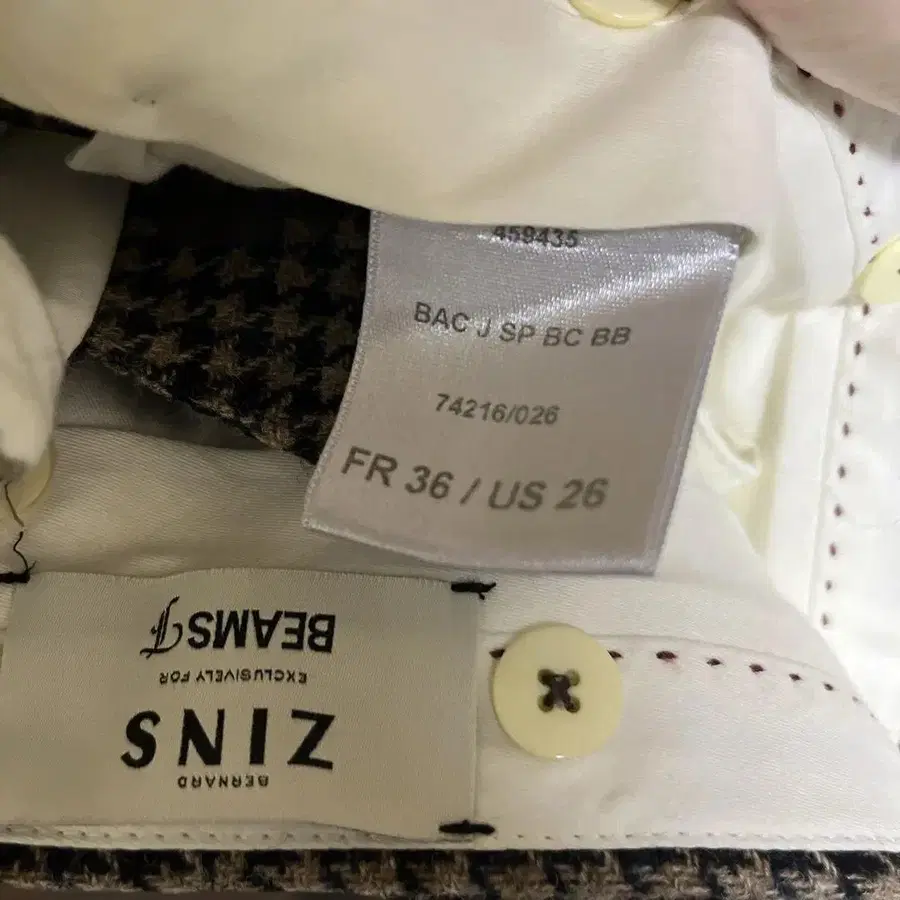 459435
BAC J SP BC BB
74216/026
FR 36 / US 26
BERNARD
ZINS
EXCLUSIVELY FOR
BEAMS F